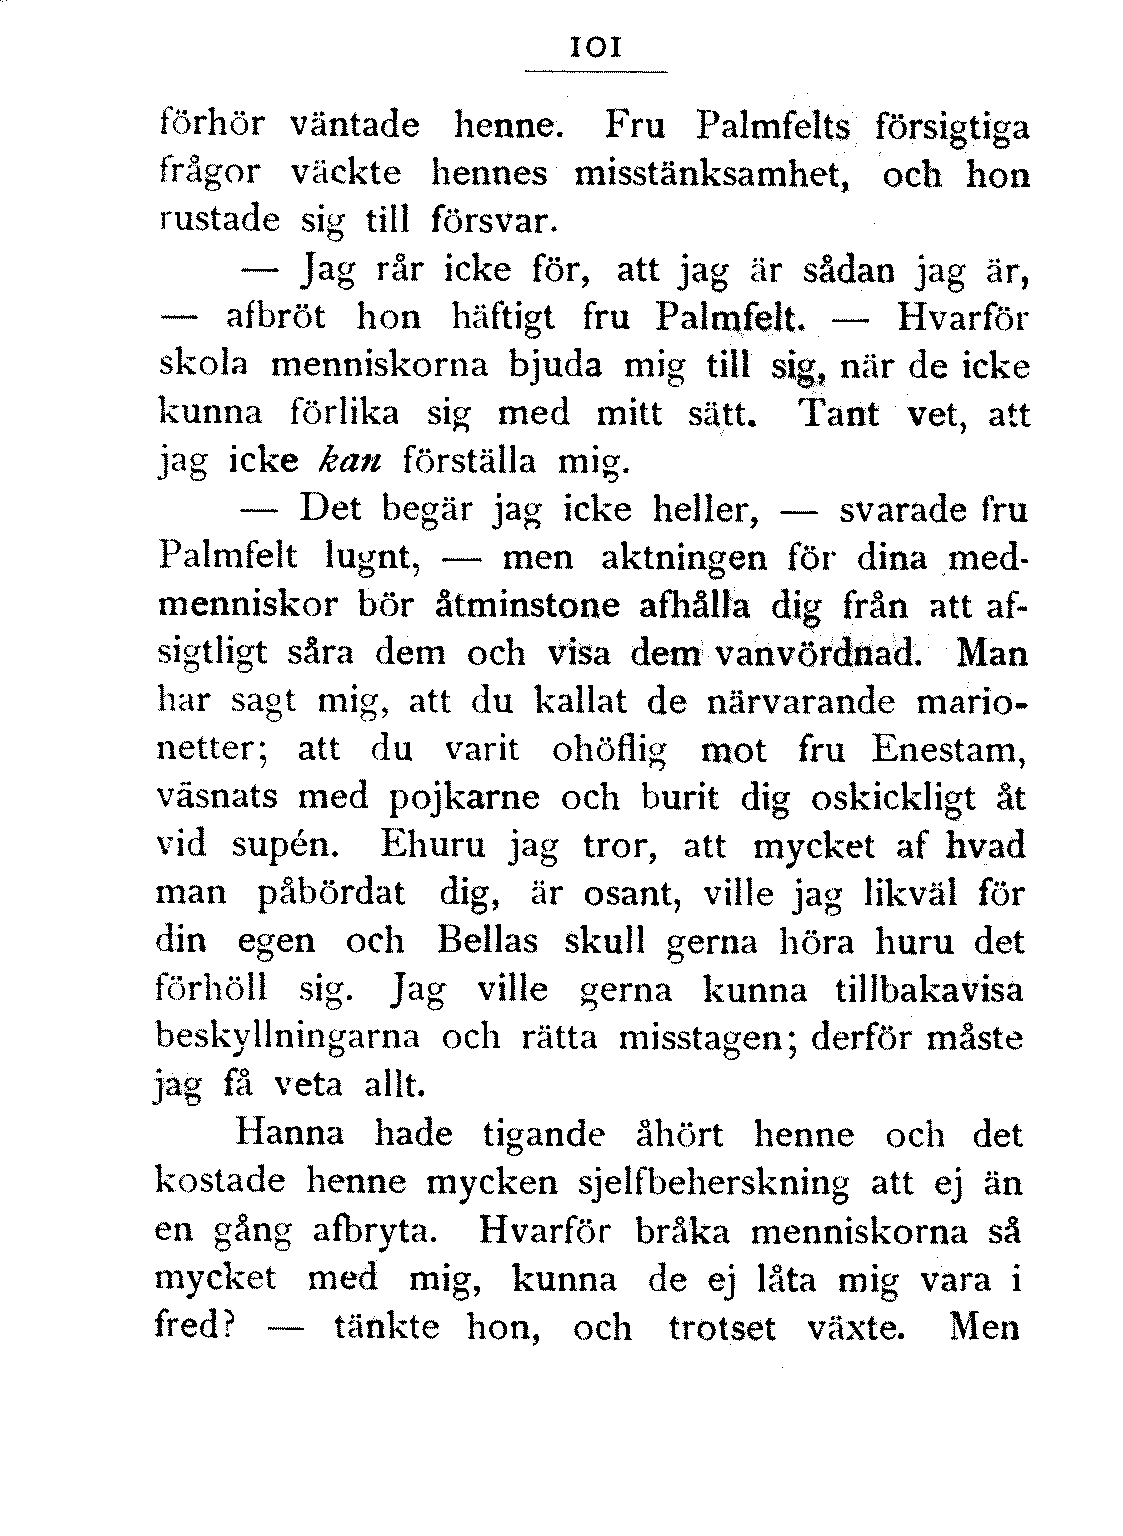 101
förhör väntade henne. Fru Palmfelts försigtiga
frågor väckte hennes misstänksamhet, och hon
rustade sig till försvar.
— Jag rår icke för, att jag är sådan jag är,
— afbröt hon häftigt fru Palmfelt. — Hvarför
skola menniskorna bjuda mig till sig, när de icke
kunna förlika sig med mitt sätt. Tant vet, att
jag icke kan förställa mig.
— Det begär jag icke heller, — svarade fru
Palmfelt lugnt, — men aktningen för dina med-
menniskor bör åtminstone afhålla dig från att af-
sigtligt såra dem och visa dem vanvördnad. Man
har sagt mig, att du kallat de närvarande mario-
netter; att du varit ohöflig mot fru Enestam,
väsnats med pojkarne och burit dig oskickligt åt
vid supén. Ehuru jag tror, att mycket af hvad
man påbördat dig, är osant, ville jag likväl för
din egen och Bellas skull gerna höra huru det
förhöll sig. Jag ville gerna kunna tillbakavisa
beskyllningarna och rätta misstagen; derför måste
jag få veta allt.
Hanna hade tigande åhört henne och det
kostade henne mycken sjelfbeherskning att ej än
en gång afbryta. Hvarför bråka menniskorna så
mycket med mig, kunna de ej låta mig vara i
fred? — tänkte hon, och trotset växte. Men